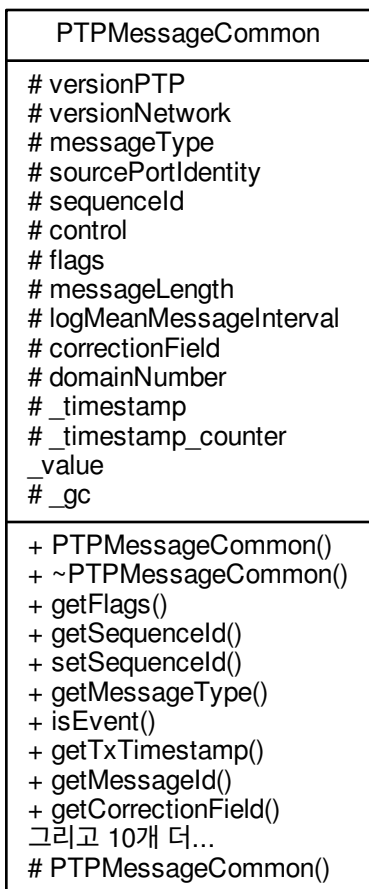 PTPMessageCommon
# versionPTP
# versionNetwork
# messageType
# sourcePortIdentity
# sequenceId
# control
# flags
# messageLength
# logMeanMessageInterval
# correctionField
# domainNumber
# _timestamp
# _timestamp_counter
_value
# _gc
+ PTPMessageCommon()
+ ~PTPMessageCommon()
+ getFlags()
+ getSequenceId()
+ setSequenceId()
+ getMessageType()
+ isEvent()
+ getTxTimestamp()
+ getMessageId()
+ getCorrectionField()
그리고 10개 더...
# PTPMessageCommon()